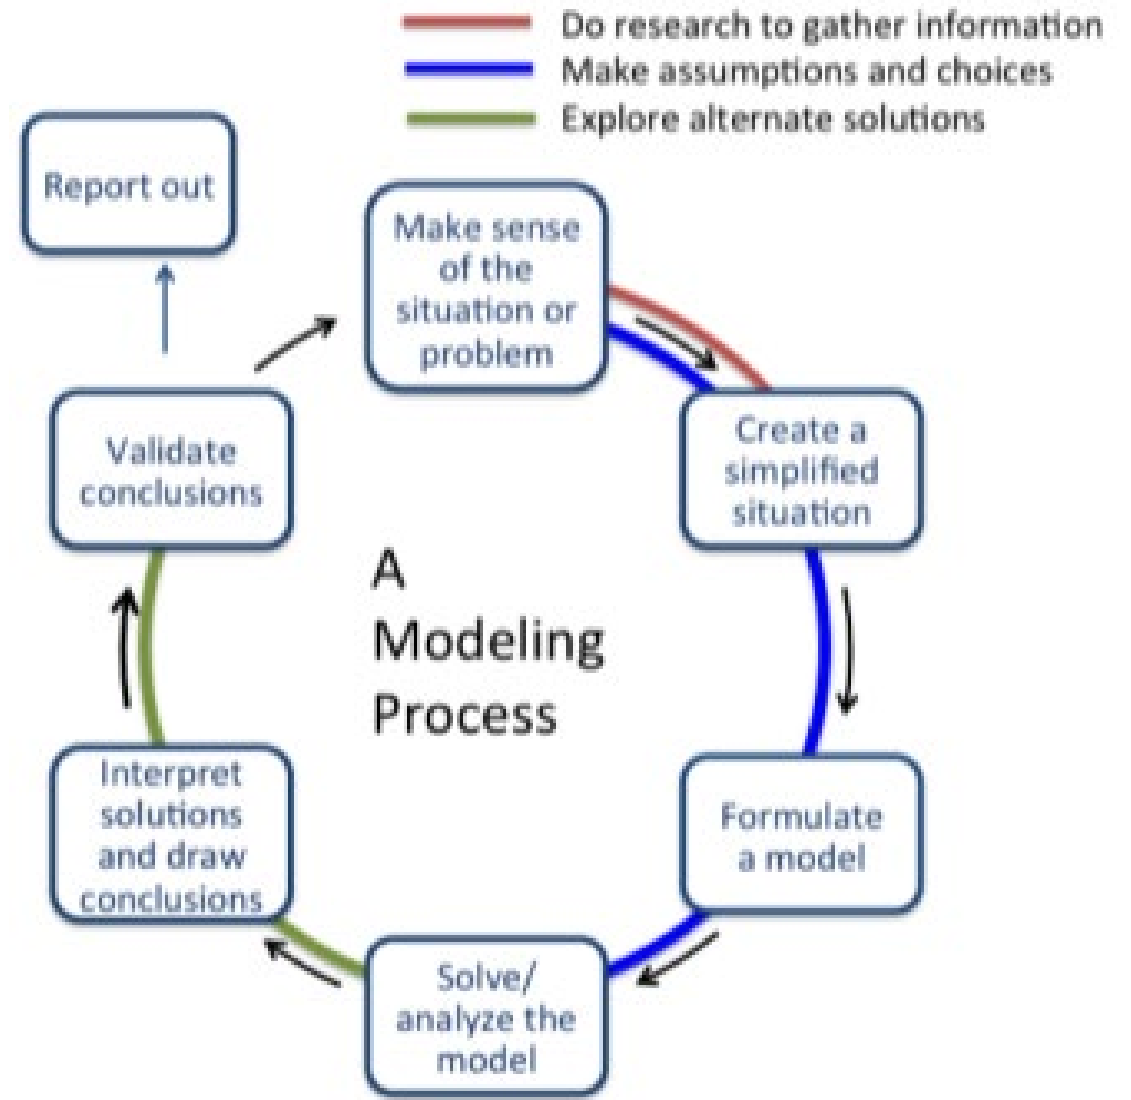 Do research to gather information
Make assumptions and choices
Explore alternate solutions
Report out
Make sense
of the
situation or
problem
Validate
conclusions
Create a
simplified
situation
A
Modeling
Process
Interpret
solutions
and draw
conclusions
Formulate
a model
Solve/
analyze the
model